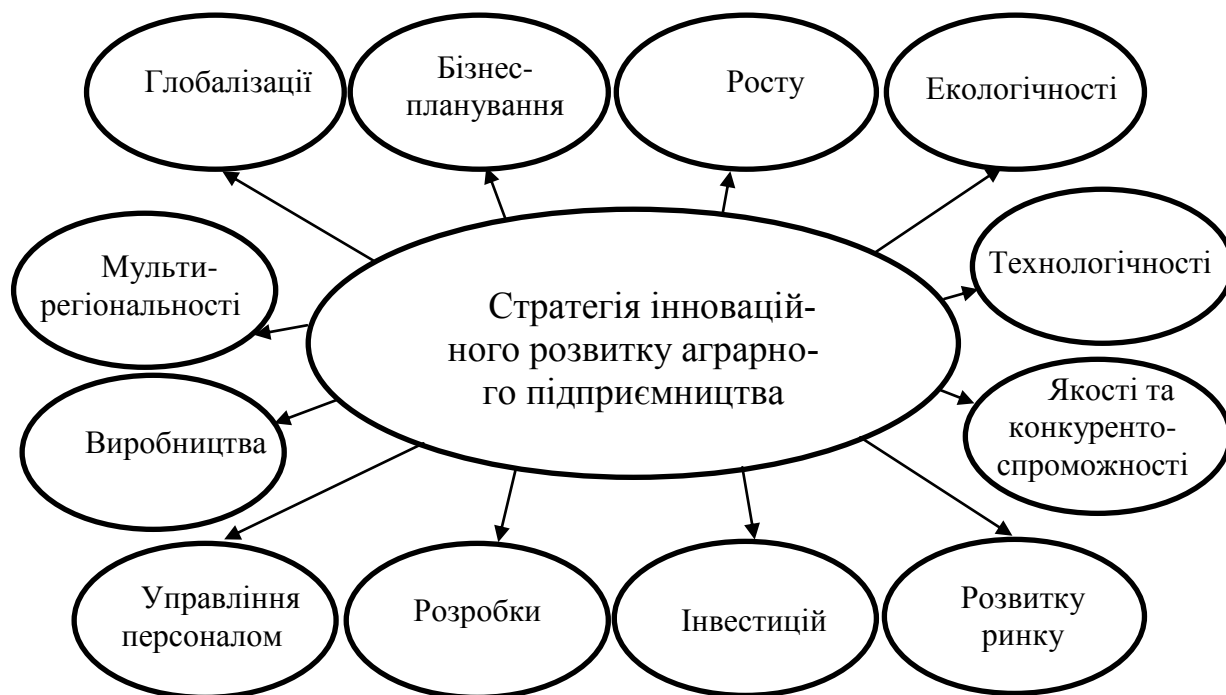 Глобалізації
Бізнес-
планування
Росту
Екологічності
Мульти-
регіональності
Технологічності
Стратегія інновацій-
ного розвитку аграрно-
го підприємництва
Виробництва
Якості та
конкуренто-
спроможності
Управління
персоналом
Розробки
Інвестицій
Розвитку
ринку